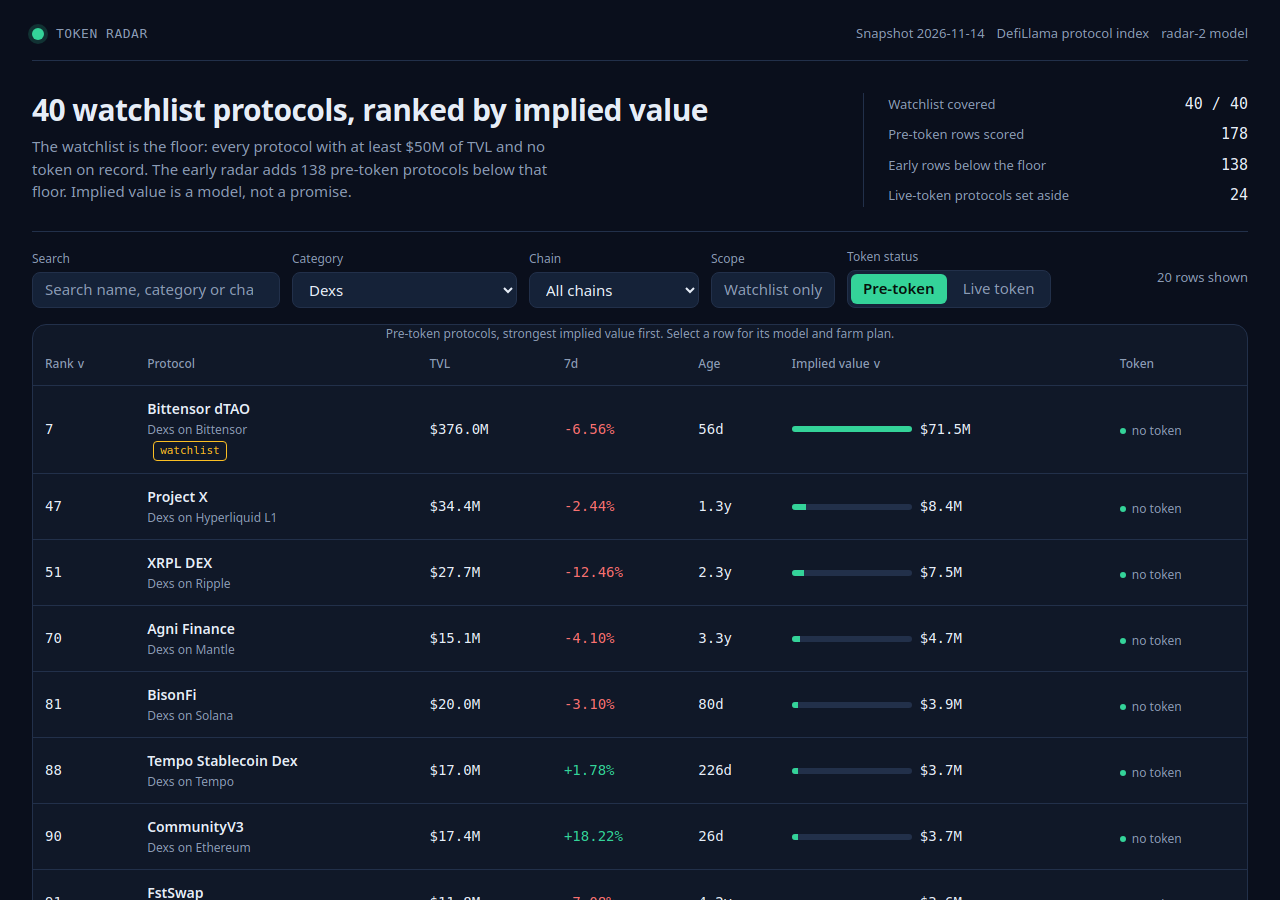 TOKEN RADAR
Snapshot 2026-11-14 DefiLlama protocol index radar-2 model
40 watchlist protocols, ranked by implied value
The watchlist is the floor: every protocol with at least $50M of TVL and no
token on record. The early radar adds 138 pre-token protocols below that
floor. Implied value is a model, not a promise.
Watchlist covered 40 / 40
Pre-token rows scored 178
Early rows below the floor 138
Live-token protocols set aside 24
Search Category Chain Scope Token status
Search name, category or cha Dexs All chains Watchlist only Pre-token Live token 20 rows shown
Pre-token protocols, strongest implied value first. Select a row for its model and farm plan.
Rank v Protocol TVL 7d Age Implied value v Token
Bittensor dTAO
7 Dexs on Bittensor $376.0M -6.56% 56d $71.5M no token
watchlist
47 Project X $34.4M -2.44% 1.3y $8.4M no token
Dexs on Hyperliquid L1
51 XRPL DEX $27.7M -12.46% 2.3y $7.5M no token
Dexs on Ripple
70 Agni Finance $15.1M -4.10% 3.3y $4.7M no token
Dexs on Mantle
81 BisonFi $20.0M -3.10% 80d $3.9M no token
Dexs on Solana
88 Tempo Stablecoin Dex $17.0M +1.78% 226d $3.7M no token
Dexs on Tempo
90 CommunityV3 $17.4M +18.22% 26d $3.7M no token
Dexs on Ethereum
FstSwap